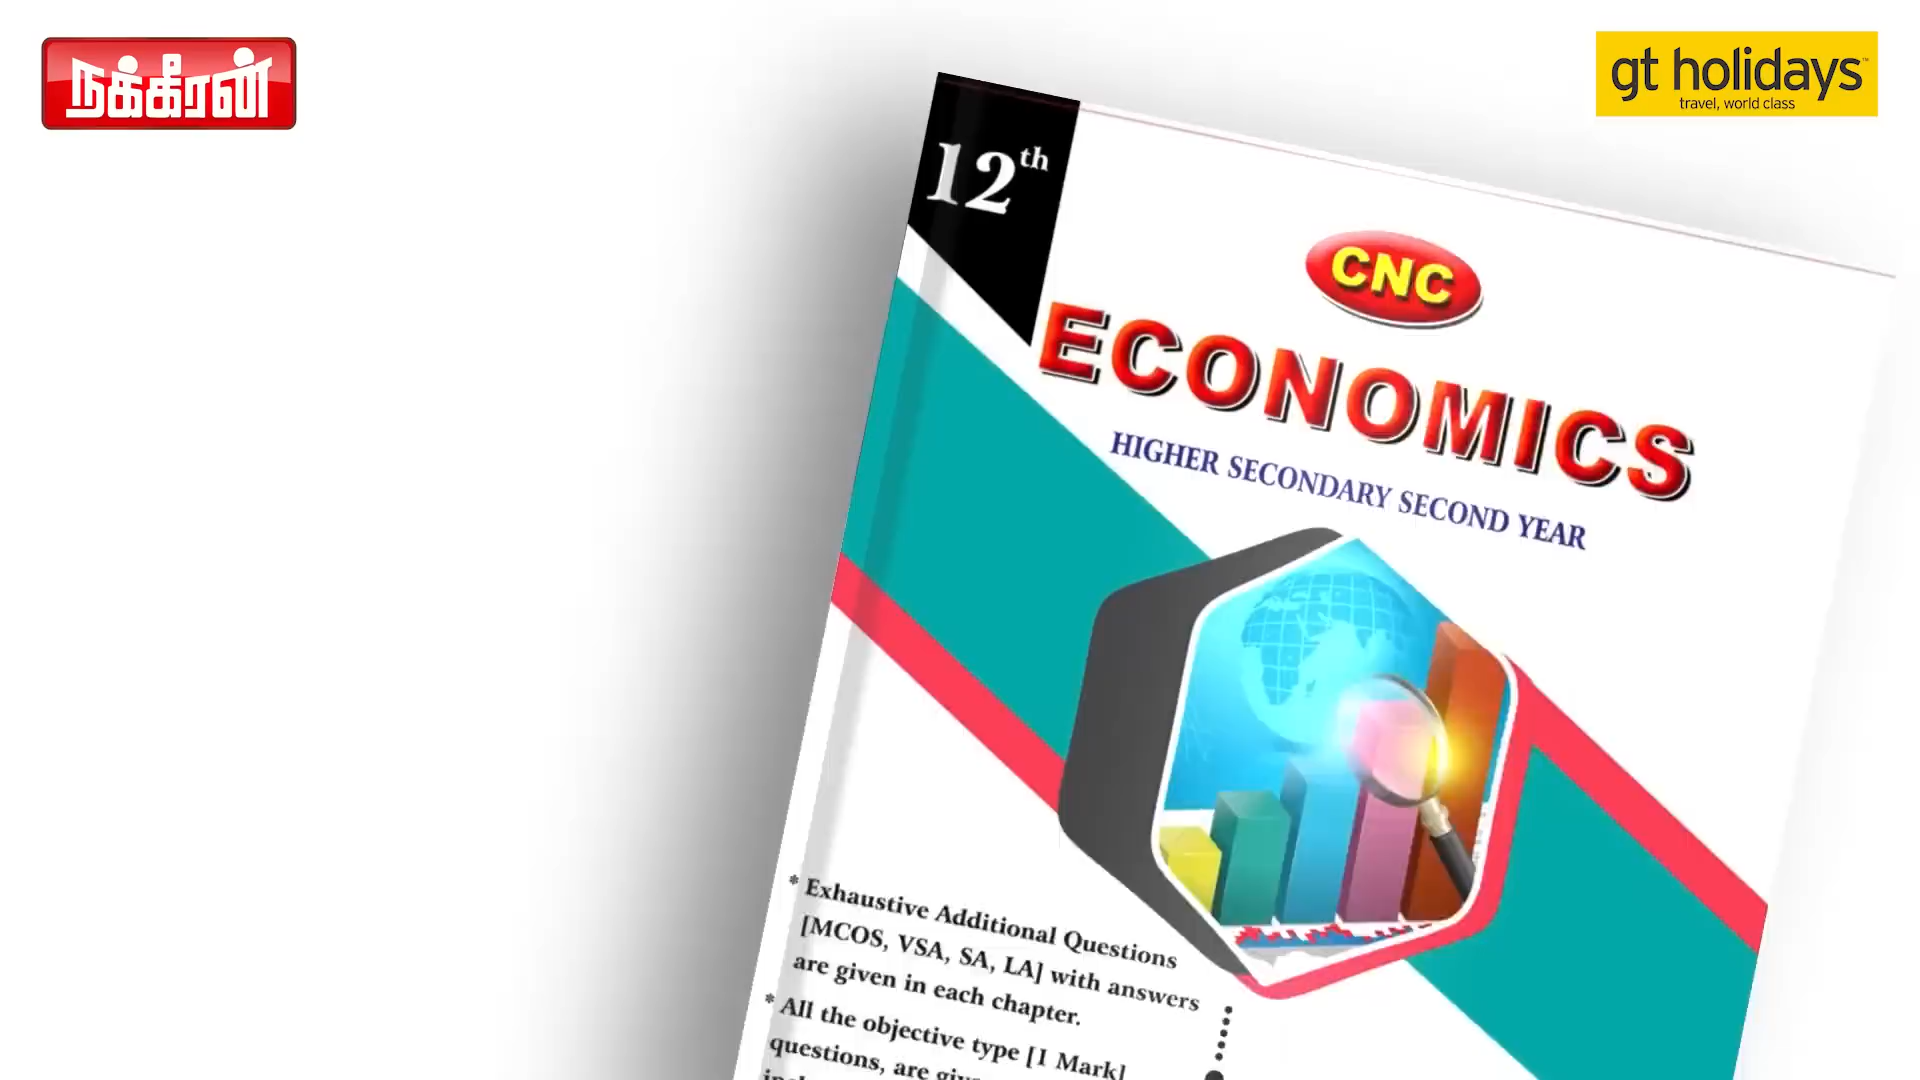 நக்கீரன்
gt holidays™
travel, world class
12th
CNC
ECONOMICS
HIGHER SECONDARY SECOND YEAR
* Exhaustive Additional Questions
[MCOS, VSA, SA, LA] with answers
are given in each chapter.
* All the objective type [1 Mark]
questions, are